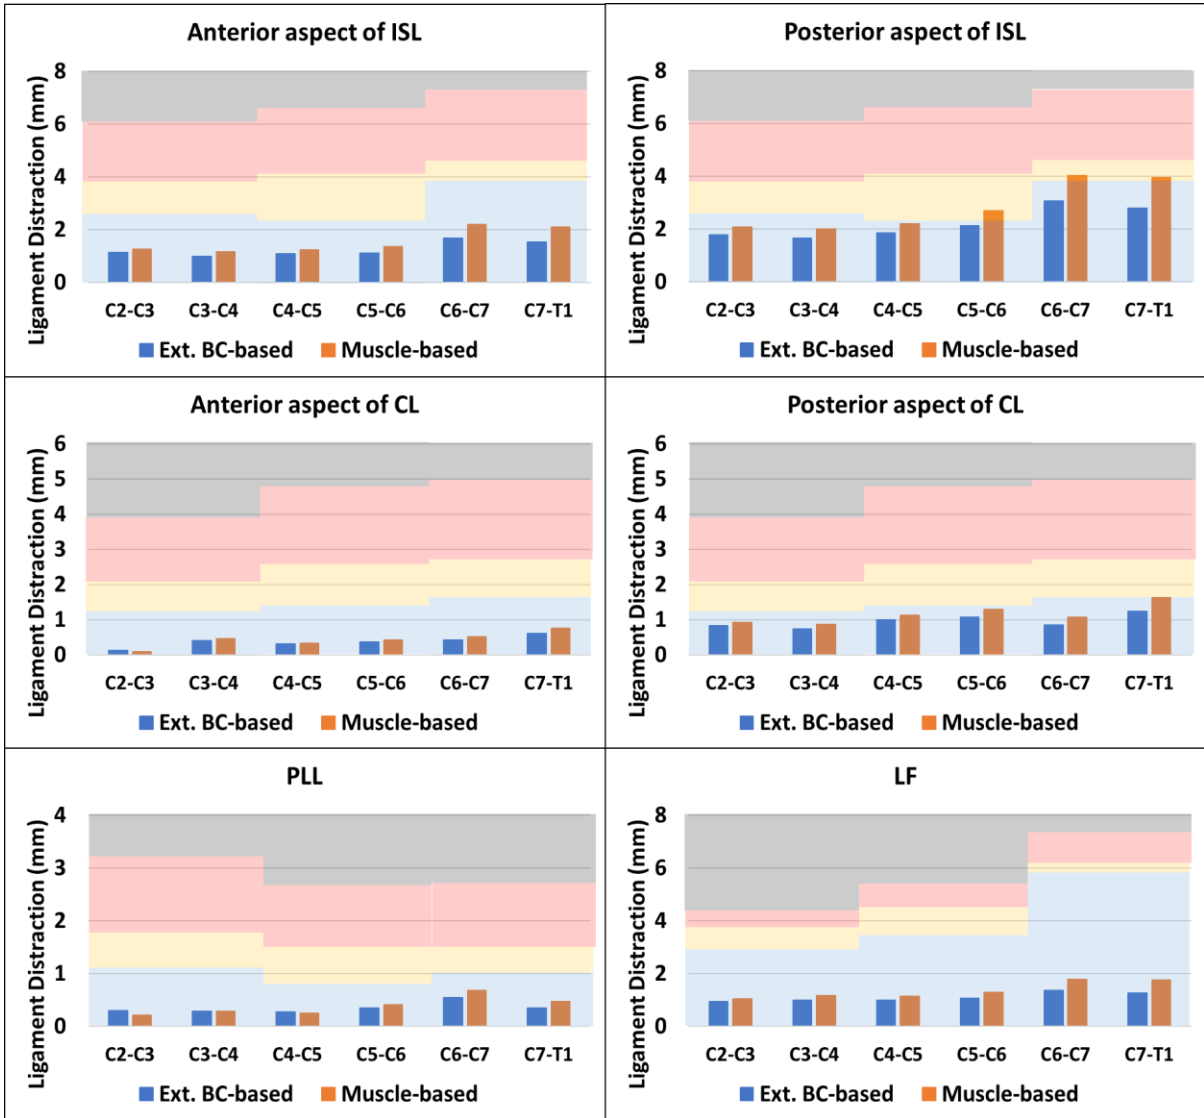 Anterior aspect of ISL
Ligament Distraction (mm)
8
6
4
2
0
C2-C3 C3-C4 C4-C5 C5-C6 C6-C7 C7-T1
Ext. BC-based Muscle-based
Posterior aspect of ISL
Ligament Distraction (mm)
8
6
4
2
0
C2-C3 C3-C4 C4-C5 C5-C6 C6-C7 C7-T1
Ext. BC-based Muscle-based
Anterior aspect of CL
Ligament Distraction (mm)
6
5
4
3
2
1
0
C2-C3 C3-C4 C4-C5 C5-C6 C6-C7 C7-T1
Ext. BC-based Muscle-based
Posterior aspect of CL
Ligament Distraction (mm)
6
5
4
3
2
1
0
C2-C3 C3-C4 C4-C5 C5-C6 C6-C7 C7-T1
Ext. BC-based Muscle-based
PLL
Ligament Distraction (mm)
4
3
2
1
0
C2-C3 C3-C4 C4-C5 C5-C6 C6-C7 C7-T1
Ext. BC-based Muscle-based
LF
Ligament Distraction (mm)
8
6
4
2
0
C2-C3 C3-C4 C4-C5 C5-C6 C6-C7 C7-T1
Ext. BC-based Muscle-based